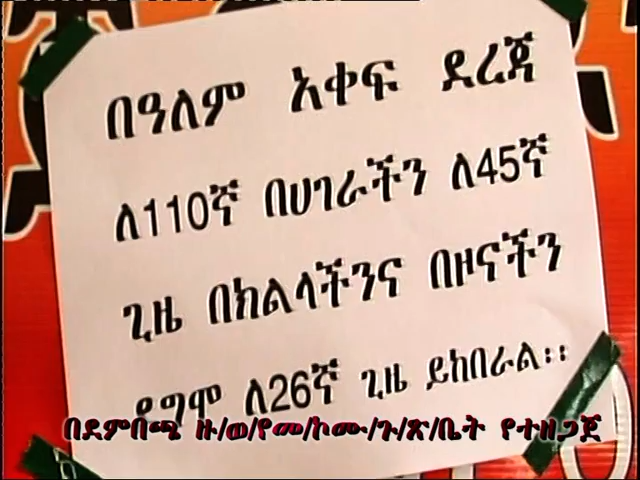 በዓለም አቀፍ ደረጃ
ለ110ኛ በሀገራችን ለ45ኛ
ጊዜ በክልላችንና በዞናችን
ደግሞ ለ26ኛ ጊዜ ይከበራል፡፡
በደምበጫ ዙ/ወ/የመ/ኮሙ/ጉ/ጽ/ቤት የተዘጋጀ